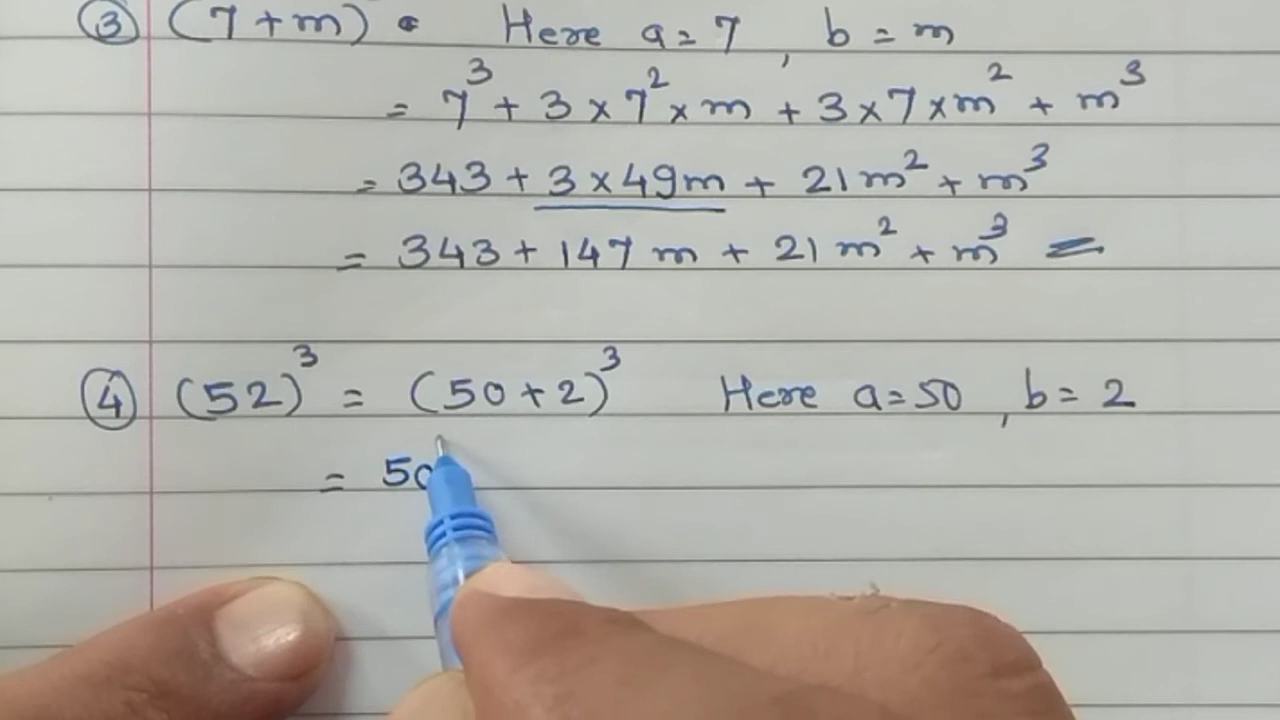 ③ (7+m) Here a=7, b=m
= 7³ + 3×7²×m + 3×7×m² + m³
= 343 + 3×49m + 21m² + m³
= 343 + 147m + 21m² + m³
④ (52)³ = (50+2)³ Here a=50, b=2
= 50